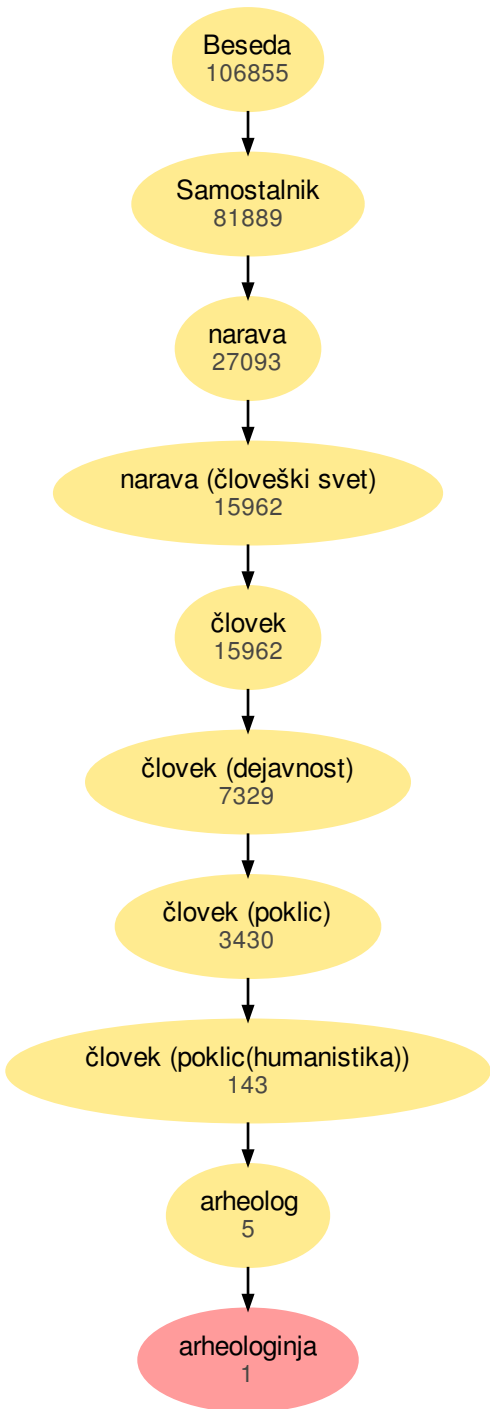 Beseda
106855
Samostalnik
81889
narava
27093
narava (človeški svet)
15962
človek
15962
človek (dejavnost)
7329
človek (poklic)
3430
človek (poklic(humanistika))
143
arheolog
5
arheologinja
1